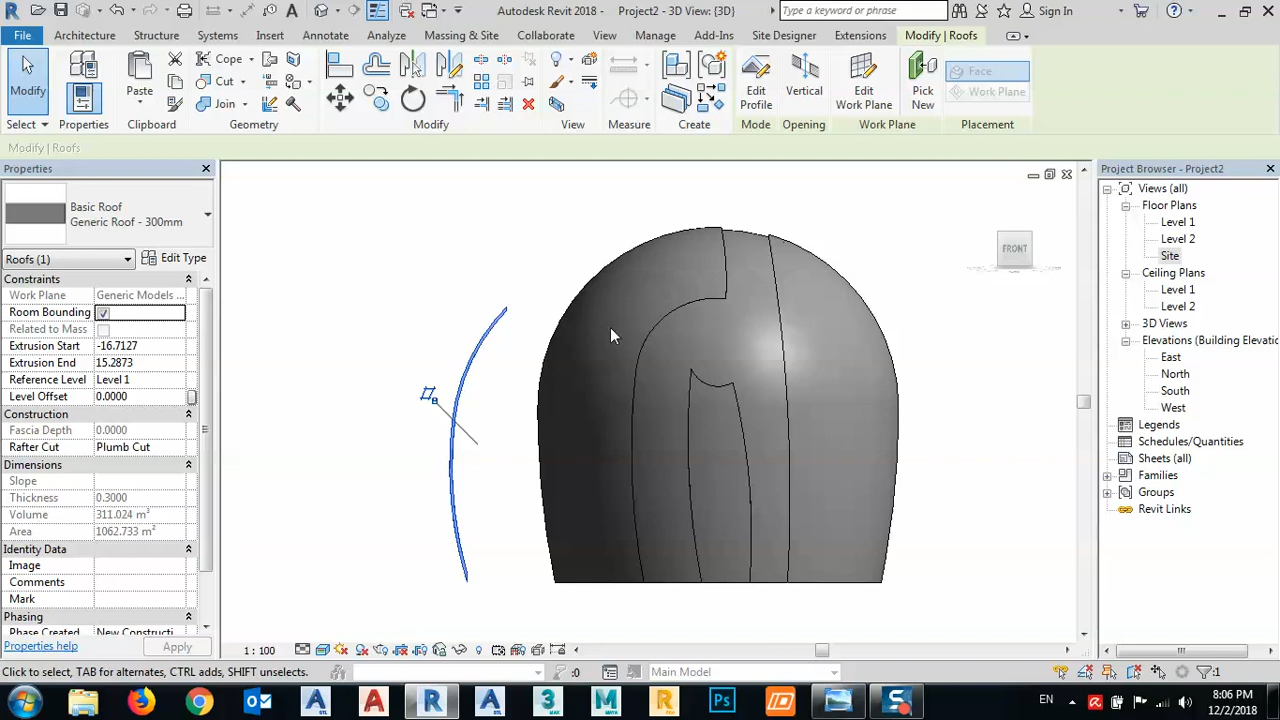 Autodesk Revit 2018 - Project2 - 3D View: {3D}
Type a keyword or phrase
Sign In
File
Architecture
Structure
Systems
Insert
Annotate
Analyze
Massing & Site
Collaborate
View
Manage
Add-Ins
Site Designer
Extensions
Modify | Roofs
Modify
Paste
Cope
Cut
Join
Edit
Profile
Vertical
Edit
Work Plane
Pick
New
Face
Work Plane
Select
Properties
Clipboard
Geometry
Modify
View
Measure
Create
Mode
Opening
Work Plane
Placement
Modify | Roofs
Properties
Basic Roof
Generic Roof - 300mm
Roofs (1)
Edit Type
Constraints
Work Plane
Generic Models ...
Room Bounding
Related to Mass
Extrusion Start
-16.7127
Extrusion End
15.2873
Reference Level
Level 1
Level Offset
0.0000
Construction
Fascia Depth
0.0000
Rafter Cut
Plumb Cut
Dimensions
Slope
Thickness
0.3000
Volume
311.024 m³
Area
1062.733 m²
Identity Data
Image
Comments
Mark
Phasing
Phase Created
New Constructi
Properties help
Apply
FRONT
1 : 100
Project Browser - Project2
Views (all)
Floor Plans
Level 1
Level 2
Site
Ceiling Plans
Level 1
Level 2
3D Views
Elevations (Building Elevatio
East
North
South
West
Legends
Schedules/Quantities
Sheets (all)
Families
Groups
Revit Links
Click to select, TAB for alternates, CTRL adds, SHIFT unselects.
:0
Main Model
:1
EN
8:06 PM
12/2/2018